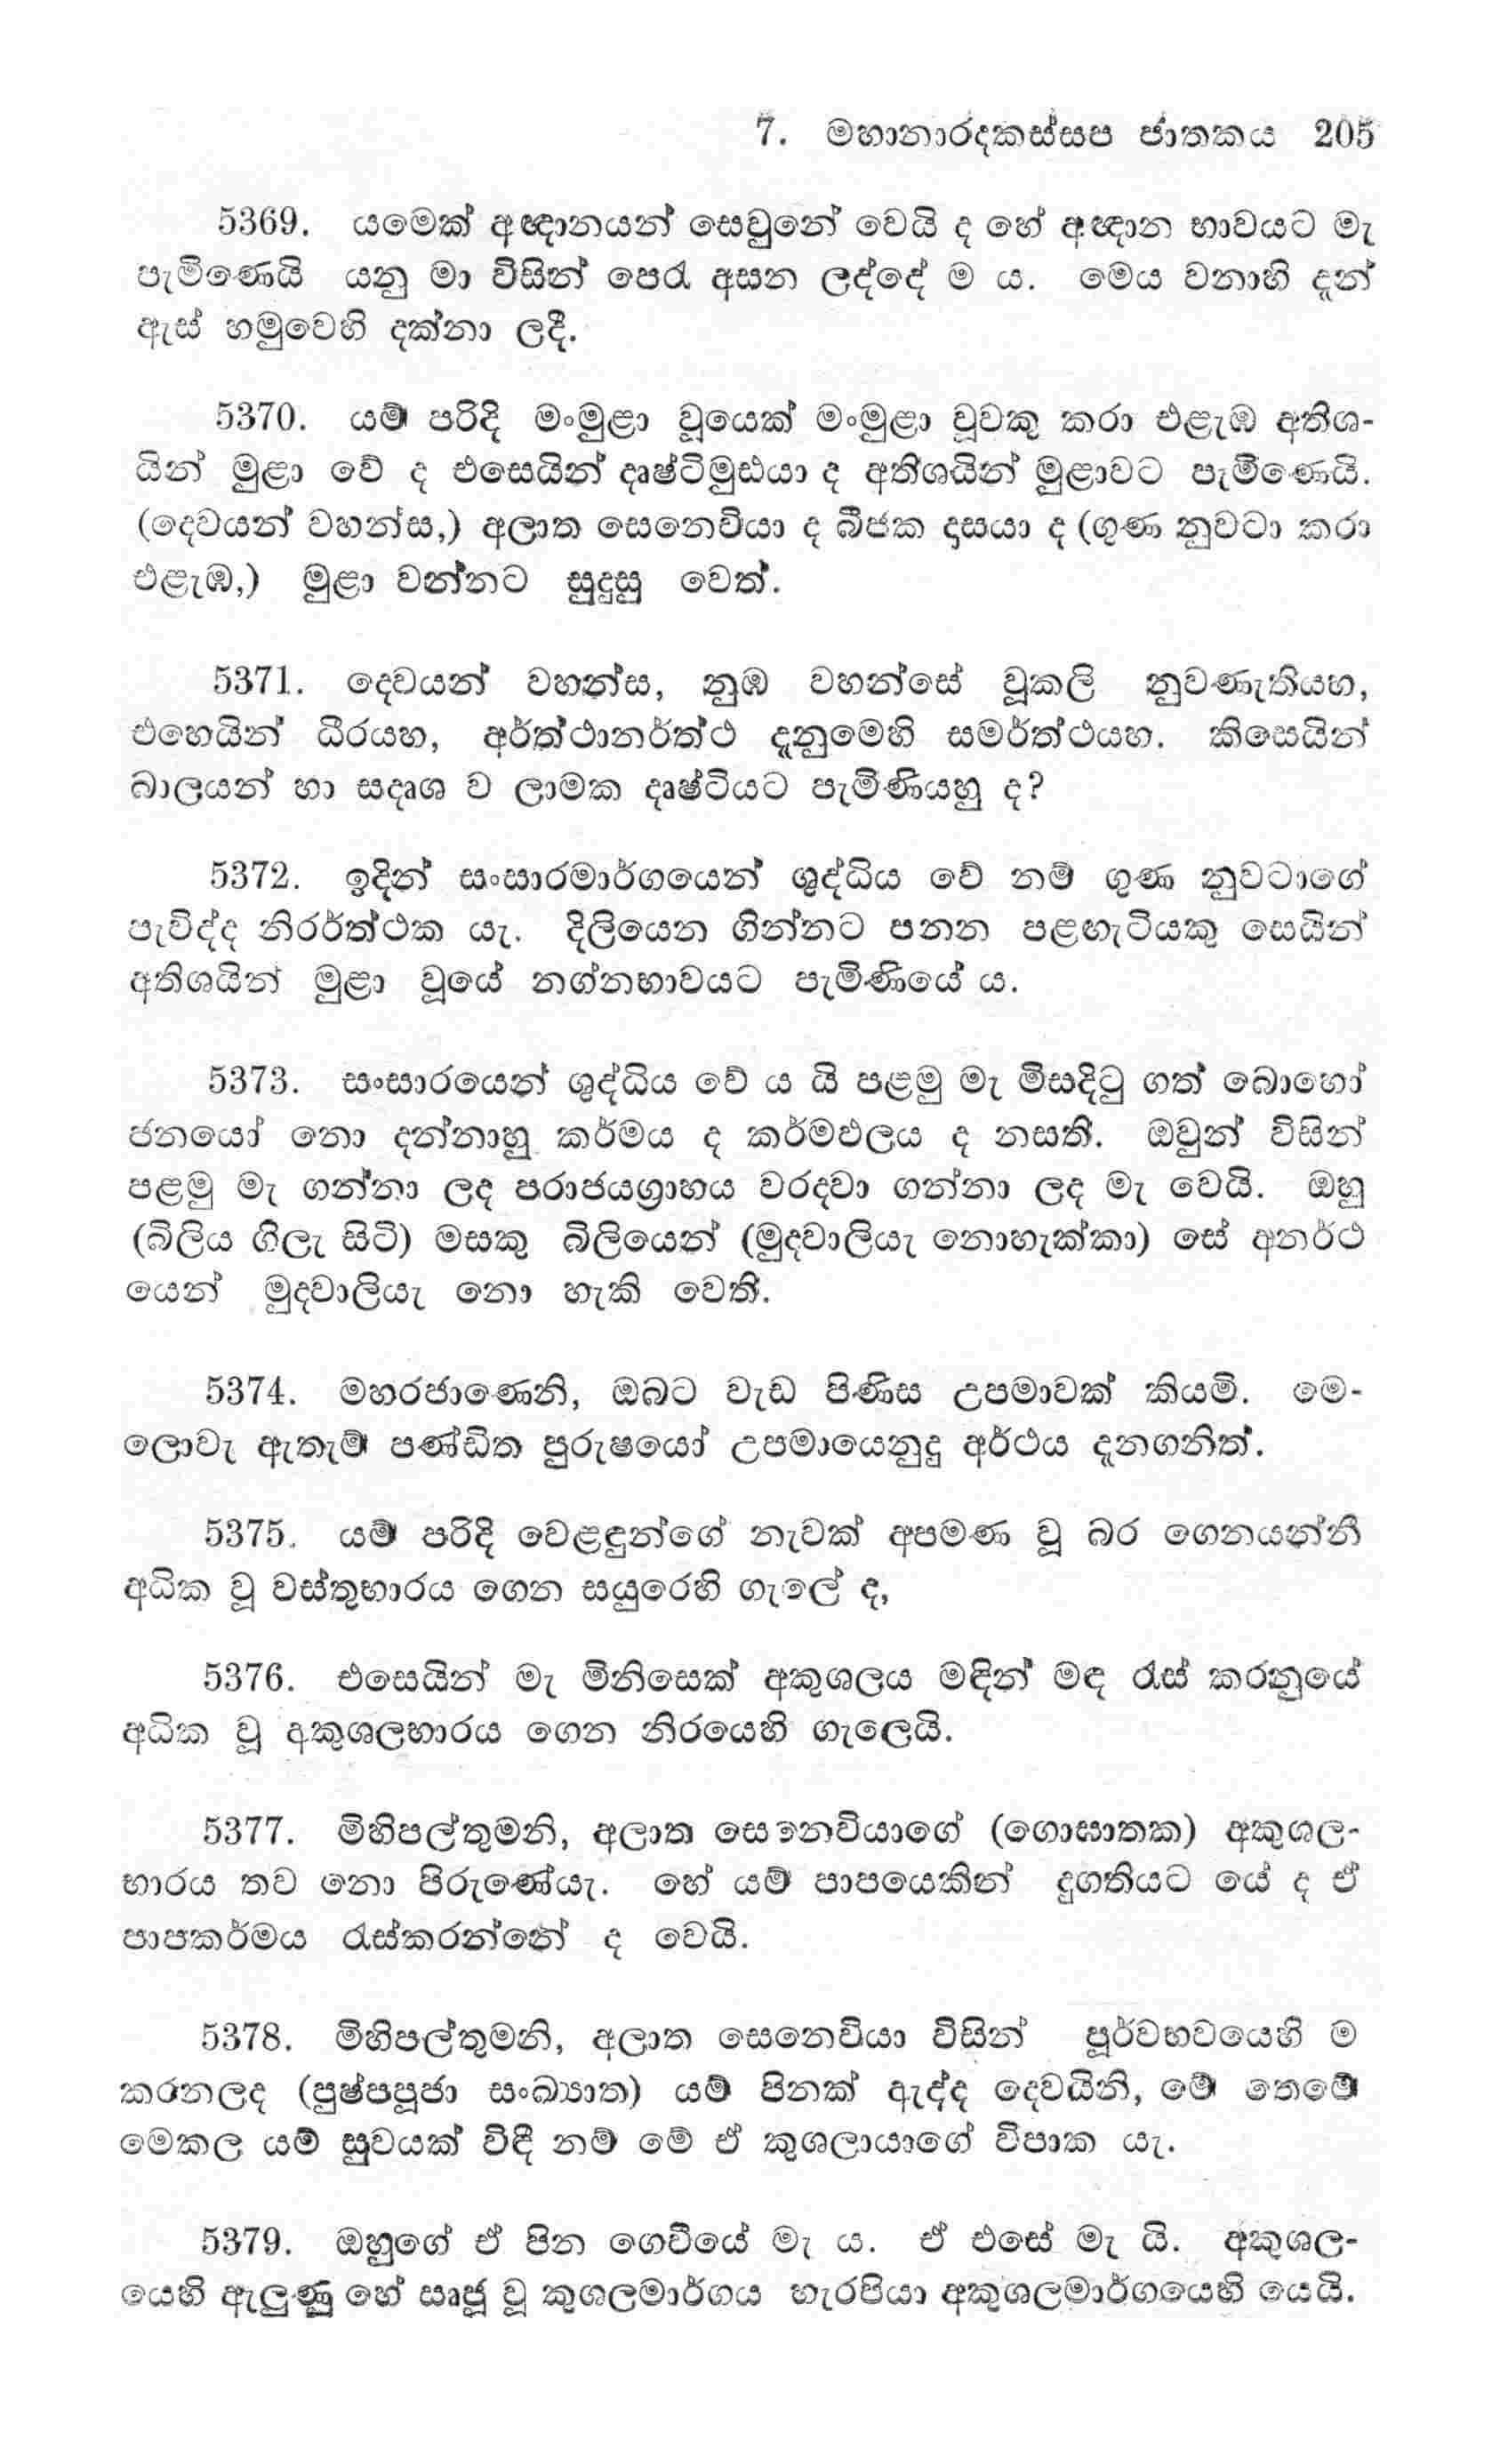 7. මහානාරදකස්සප ජාතකය 205
5369. යමෙක් අඥානයන් සෙවුනේ වෙයි ද හේ අඥාන භාවයට මැ
පැමිණෙයි යනු මා විසින් පෙරැ අසන ලද්දේ ම ය. මෙය වනාහි දැන්
ඇස් හමුවෙහි දක්නා ලදී.
5370. යම් පරිදි මංමුළා වූයෙක් මංමුළා වූවකු කරා එළැඹ අතිශ-
යින් මුළා වේ ද එසෙයින් දෘෂ්ටිමුඪයා ද අතිශයින් මුළාවට පැමිණෙයි.
(දෙවයන් වහන්ස,) අලාත සෙනෙවියා ද බීජක දාසයා ද (ගුණ නුවටා කරා
එළැඹ,) මුළා වන්නට සුදුසු වෙත්.
5371. දෙවයන් වහන්ස, නුඹ වහන්සේ වූකලි නුවණැතියහ,
එහෙයින් ධීරයහ, අර්ත්ථානර්ත්ථ දැනුමෙහි සමර්ත්ථයහ. කිසෙයින්
බාලයන් හා සදෘශ ව ලාමක දෘෂ්ටියට පැමිණියහු ද?
5372. ඉදින් සංසාරමාර්ගයෙන් ශුද්ධිය වේ නම් ගුණ නුවටාගේ
පැවිද්ද නිරර්ත්ථක යැ. දිලියෙන ගින්නට පනන පළඟැටියකු සෙයින්
අතිශයින් මුළා වූයේ නග්නභාවයට පැමිණියේ ය.
5373. සංසාරයෙන් ශුද්ධිය වේ ය යි පළමු මැ මිසදිටු ගත් බොහෝ
ජනයෝ නො දන්නාහු කර්මය ද කර්මඵලය ද නසති. ඔවුන් විසින්
පළමු මැ ගන්නා ලද පරාජයග්‍රාහය වරදවා ගන්නා ලද මැ වෙයි. ඔහු
(බිලිය ගිලැ සිටි) මසකු බිලියෙන් (මුදවාලියැ නොහැක්කා) සේ අනර්ථ
යෙන් මුදවාලියැ නො හැකි වෙති.
5374. මහරජාණෙනි, ඔබට වැඩ පිණිස උපමාවක් කියමි. මෙ-
ලොවැ ඇතැම් පණ්ඩිත පුරුෂයෝ උපමායෙනුදු අර්ථය දැනගනිත්.
5375. යම් පරිදි වෙළඳුන්ගේ නැවක් අපමණ වූ බර ගෙනයන්නී
අධික වූ වස්තුභාරය ගෙන සයුරෙහි ගැලේ ද,
5376. එසෙයින් මැ මිනිසෙක් අකුශලය මඳින් මඳ රැස් කරනුයේ
අධික වූ අකුශලභාරය ගෙන නිරයෙහි ගැලෙයි.
5377. මිහිපල්තුමනි, අලාත සෙනෙවියාගේ (ගොඝාතක) අකුශල-
භාරය තව නො පිරුණේයැ. හේ යම් පාපයෙකින් දුගතියට යේ ද ඒ
පාපකර්මය රැස්කරන්නේ ද වෙයි.
5378. මිහිපල්තුමනි, අලාත සෙනෙවියා විසින් පූර්වභවයෙහි ම
කරනලද (පුෂ්පපූජා සංඛ්‍යාත) යම් පිනක් ඇද්ද දෙවයිනි, මේ තෙමේ
මෙකල යම් සුවයක් විඳී නම් මේ ඒ කුශලායාගේ විපාක යැ.
5379. ඔහුගේ ඒ පින ගෙවීයේ මැ ය. ඒ එසේ මැ යි. අකුශල-
යෙහි ඇලුණු හේ ඍජු වූ කුශලමාර්ගය හැරපියා අකුශලමාර්ගයෙහි යෙයි.